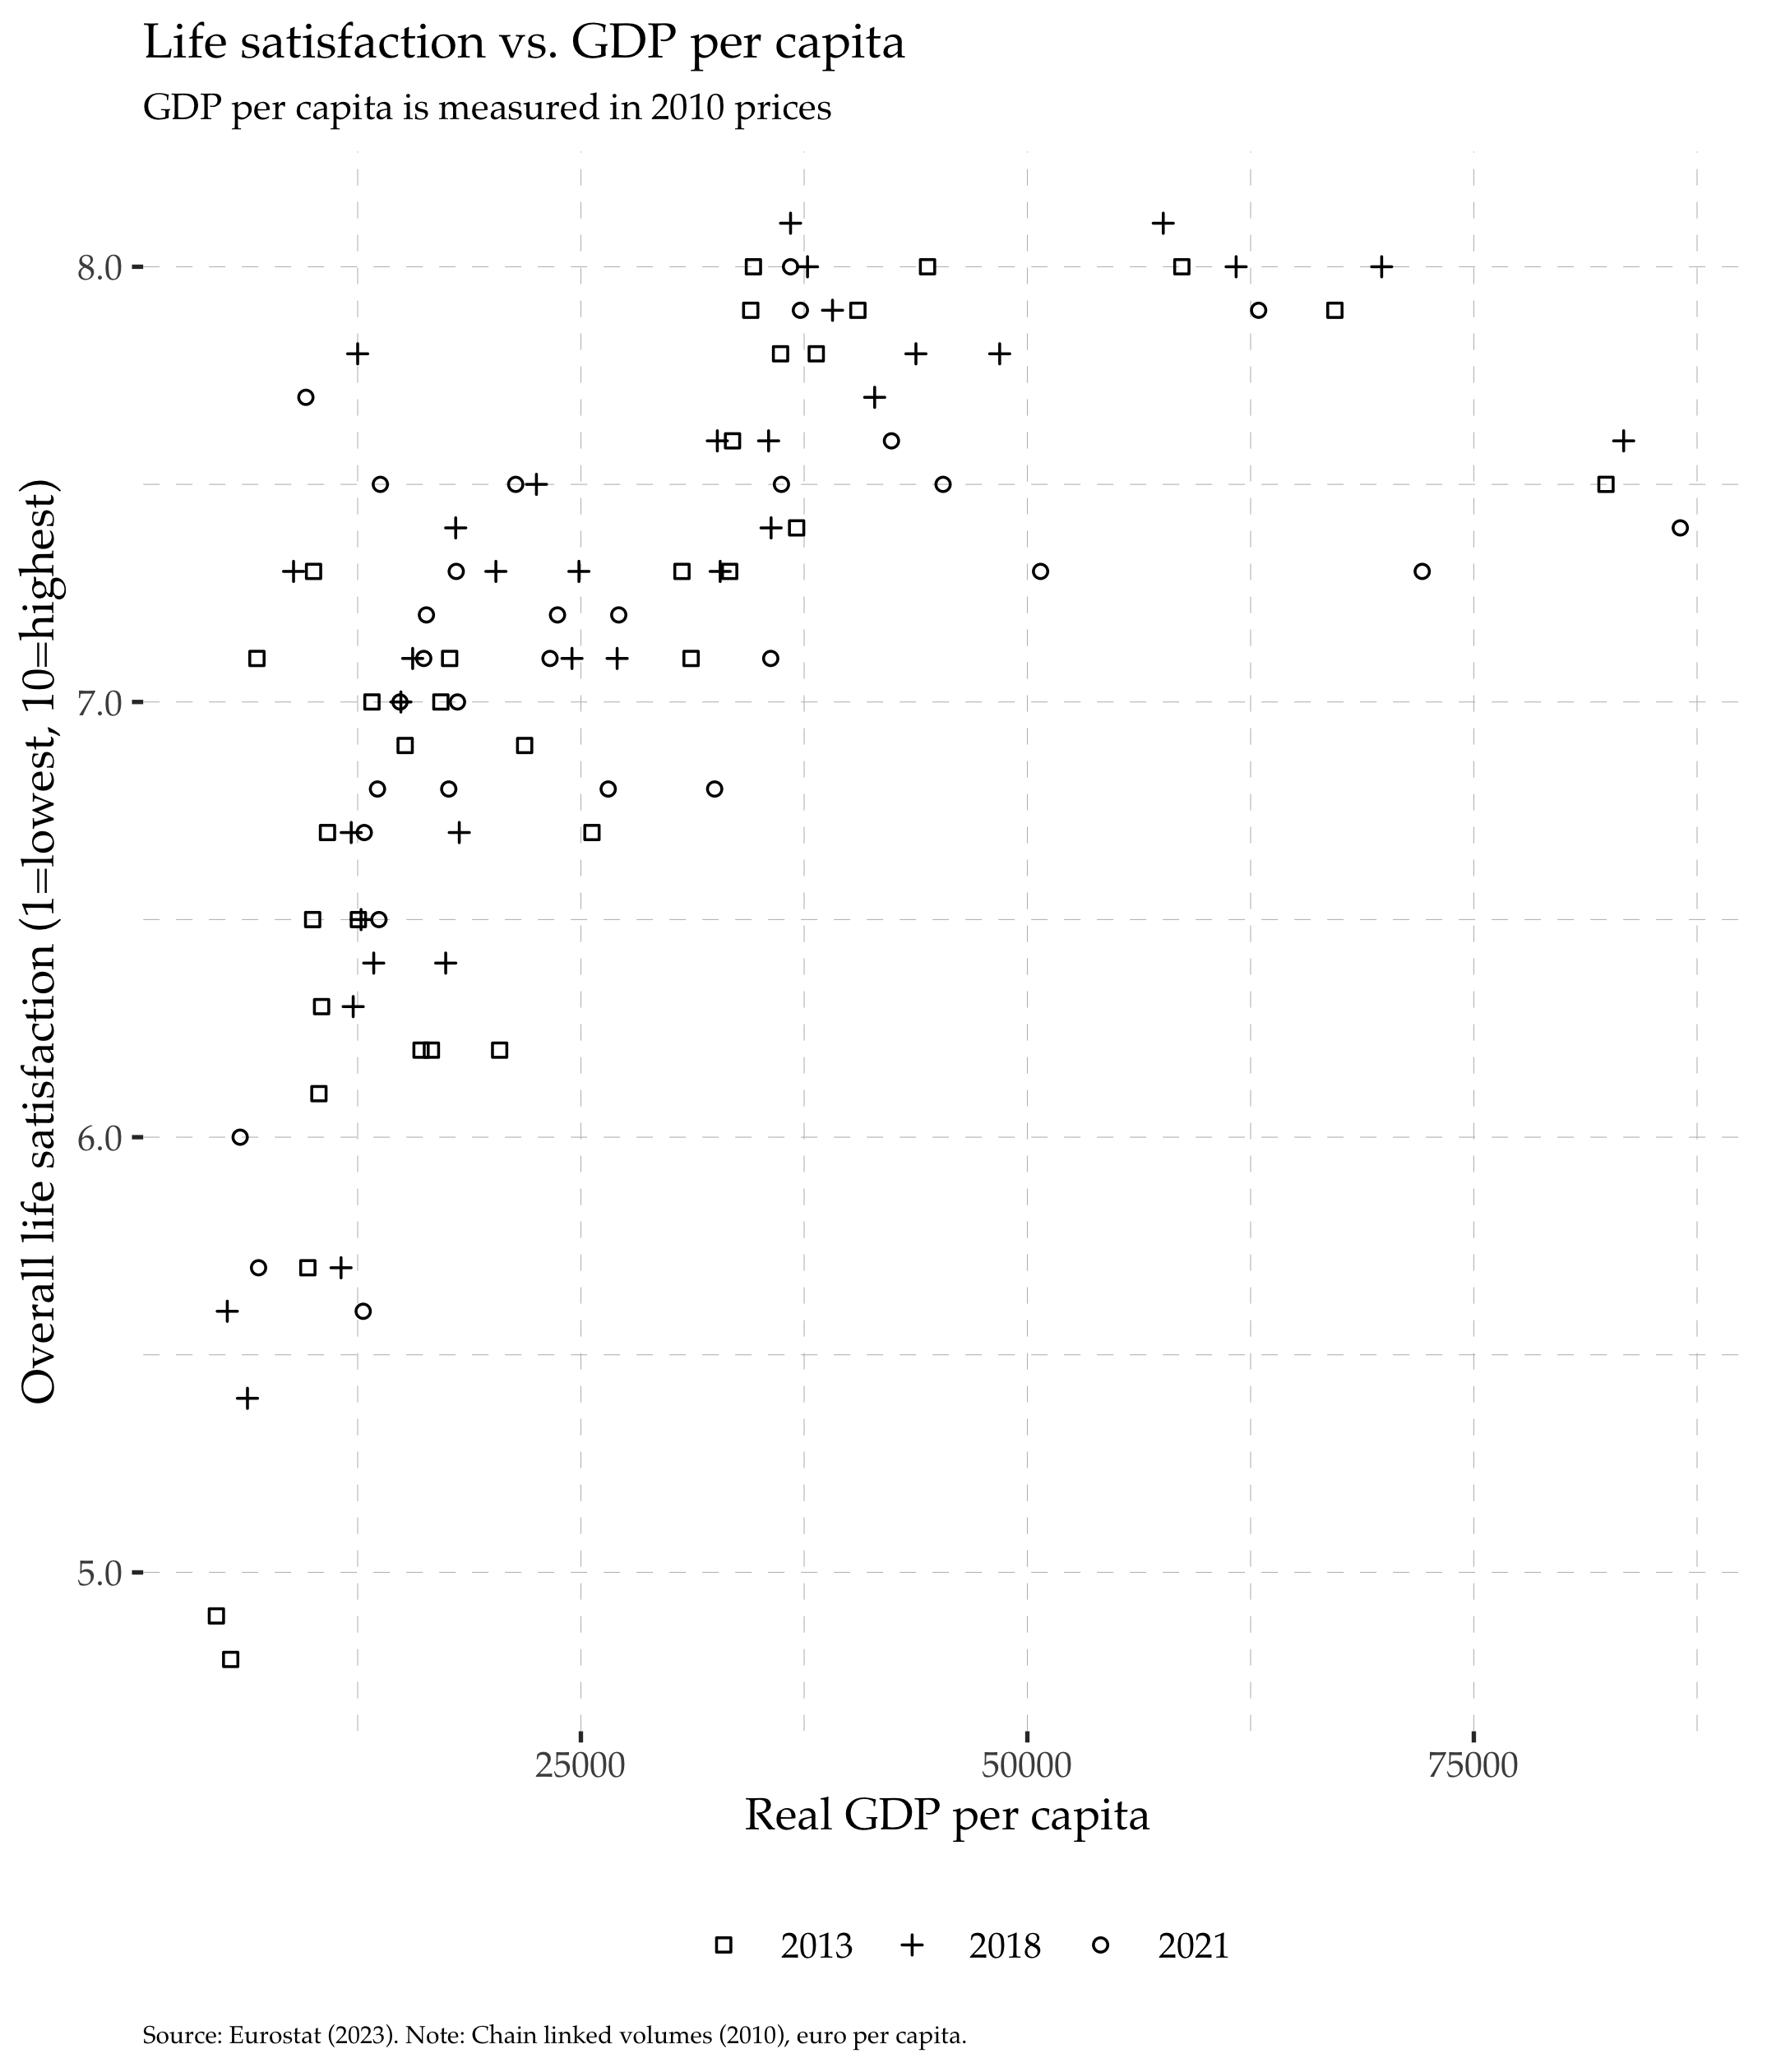 Life satisfaction vs. GDP per capita
GDP per capita is measured in 2010 prices
Overall life satisfaction (1=lowest, 10=highest)
8.0
7.0
6.0
5.0
25000
50000
75000
Real GDP per capita
2013
2018
2021
Source: Eurostat (2023). Note: Chain linked volumes (2010), euro per capita.